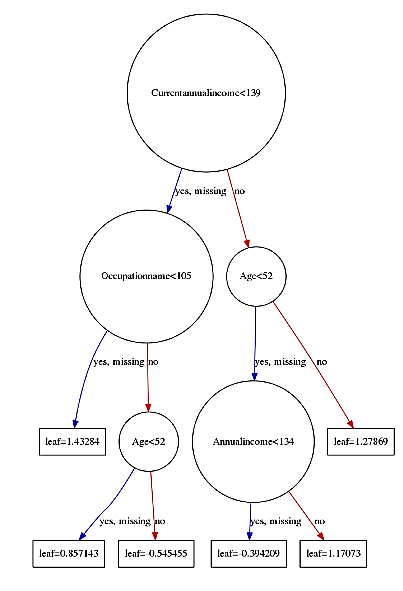 Currentannualincome<139
yes, missing no
Occupationname<105 Age<52
yes, missing no yes, missing no
leaf=1.43284 Age<52 Annualincome<134 leaf=1.27869
yes, missing no yes, missing no
leaf=0.857143 leaf=-0.545455 leaf=-0.394209 leaf=1.17073